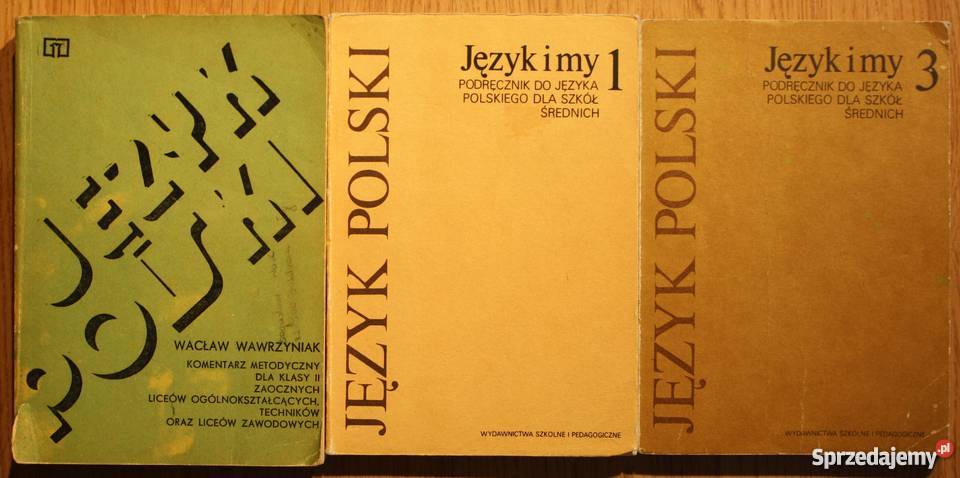 JĘZYK
POLSKI
WACŁAW WAWRZYNIAK
KOMENTARZ METODYCZNY
DLA KLASY II
ZAOCZNYCH
LICEÓW OGÓLNOKSZTAŁCĄCYCH,
TECHNIKÓW
ORAZ LICEÓW ZAWODOWYCH
JĘZYK POLSKI
Język i my 1
PODRĘCZNIK DO JĘZYKA
POLSKIEGO DLA SZKÓŁ
ŚREDNICH
WYDAWNICTWA SZKOLNE I PEDAGOGICZNE
JĘZYK POLSKI
Język i my 3
PODRĘCZNIK DO JĘZYKA
POLSKIEGO DLA SZKÓŁ
ŚREDNICH
WYDAWNICTWA SZKOLNE I PEDAGOGICZNE
Sprzedajemy.pl